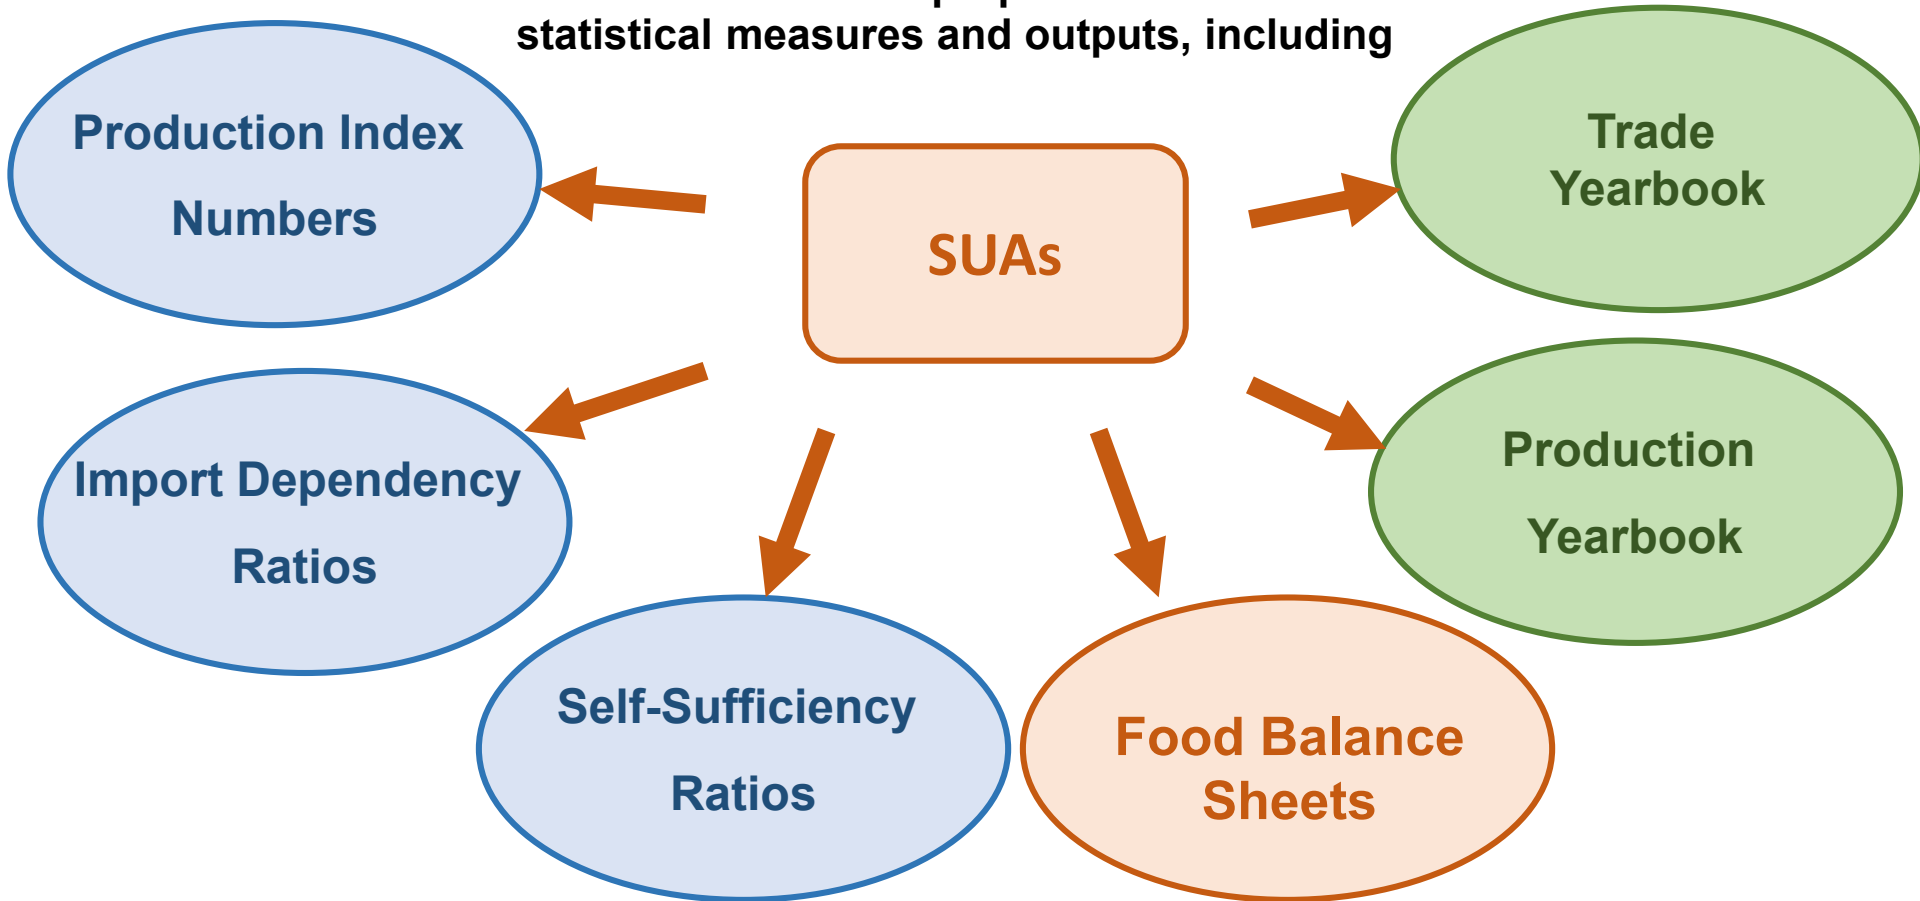 statistical measures and outputs, including
Production Index
Numbers
SUAs
Trade
Yearbook
Import Dependency
Ratios
Production
Yearbook
Self-Sufficiency
Ratios
Food Balance
Sheets